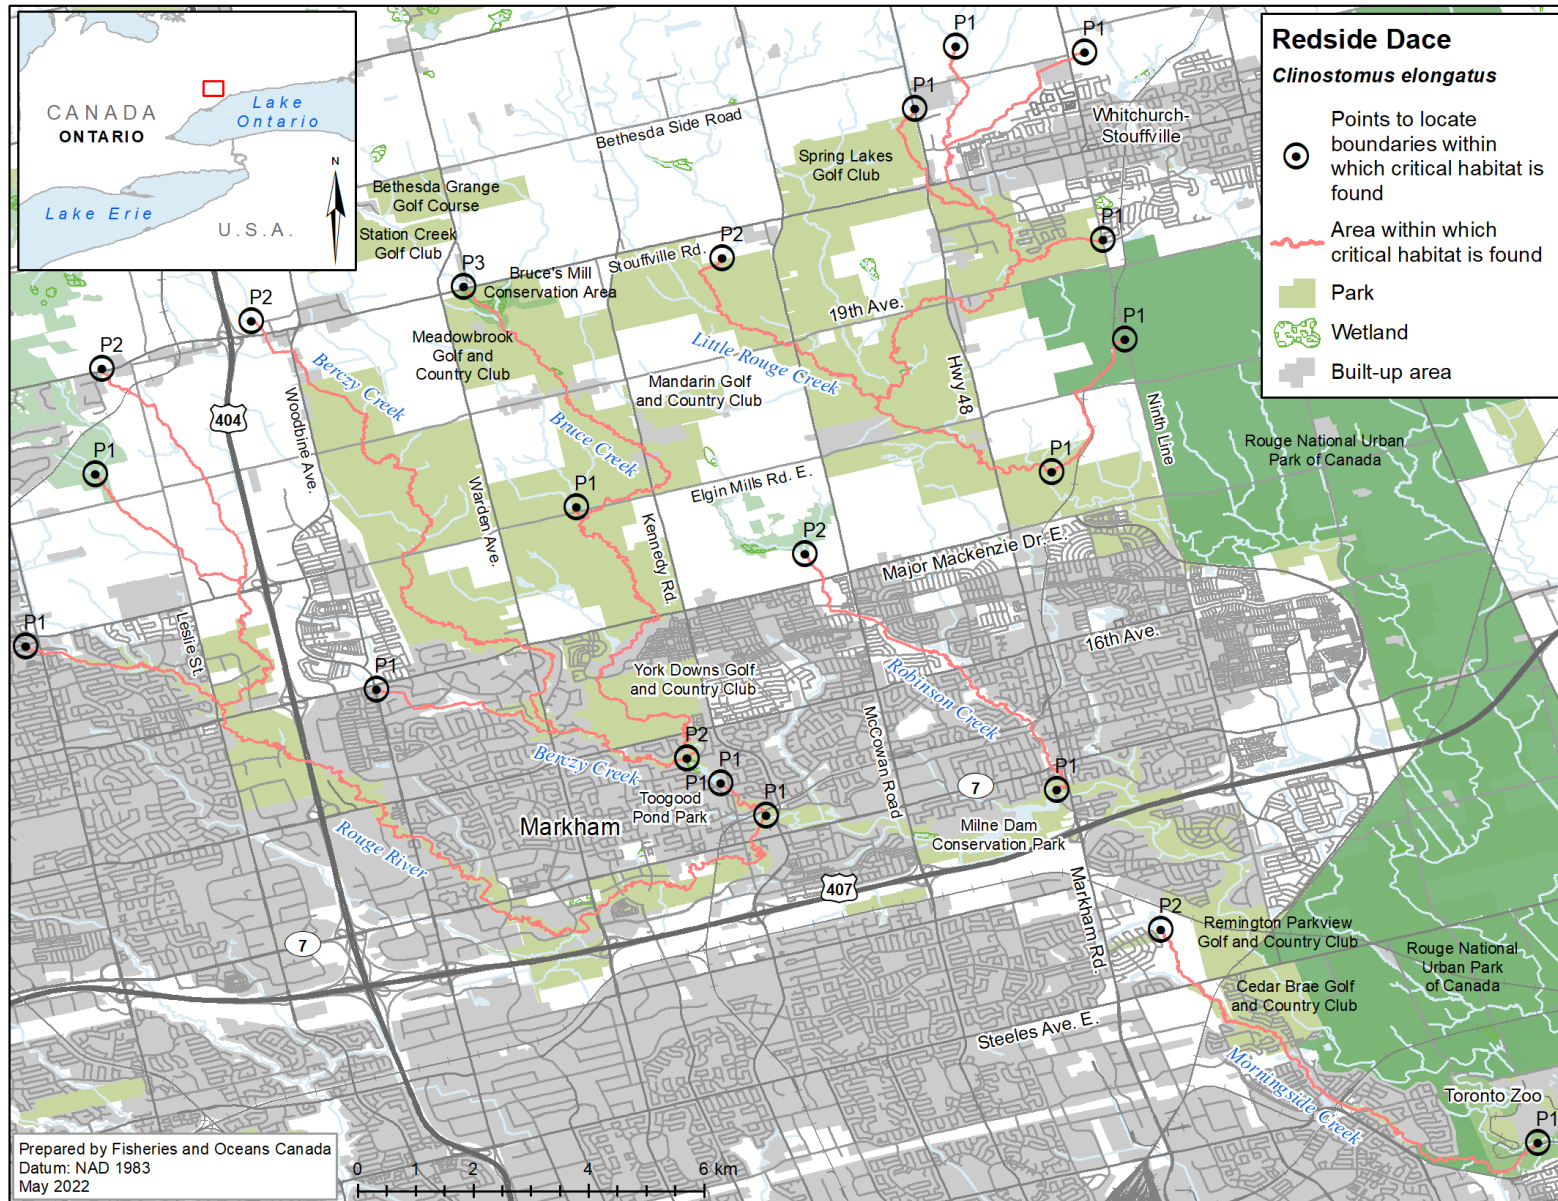 CANADA
ONTARIO
Lake
Ontario
Lake Erie
U.S.A.
N
Redside Dace
Clinostomus elongatus
Points to locate
boundaries within
which critical habitat is
found
Area within which
critical habitat is found
Park
Wetland
Built-up area
P1
P1
P1
Whitchurch-
Stouffville
Bethesda Side Road
Spring Lakes
Golf Club
Bethesda Grange
Golf Course
Station Creek
Golf Club
P1
P2
Stouffville Rd.
P3
Bruce's Mill
Conservation Area
P2
19th Ave.
P1
Meadowbrook
Golf and
Country Club
Little Rouge Creek
P2
Berczy Creek
Mandarin Golf
and Country Club
Hwy 48
Ninth Line
404
Woodbine Ave.
Bruce Creek
Rouge National Urban
Park of Canada
P1
P1
Warden Ave.
Elgin Mills Rd. E.
P1
Kennedy Rd.
P2
Major Mackenzie Dr. E.
P1
Leslie St.
16th Ave.
P1
York Downs Golf
and Country Club
Robinson Creek
McCowan Road
P2
Berczy Creek
P1
P1
Toogood
Pond Park
P1
7
P1
Markham
Milne Dam
Conservation Park
Rouge River
407
Markham Rd.
P2
Remington Parkview
Golf and Country Club
7
Rouge National
Urban Park
of Canada
Cedar Brae Golf
and Country Club
Steeles Ave. E.
Morningside Creek
Toronto Zoo
P1
Prepared by Fisheries and Oceans Canada
Datum: NAD 1983
May 2022
0 1 2 4 6 km